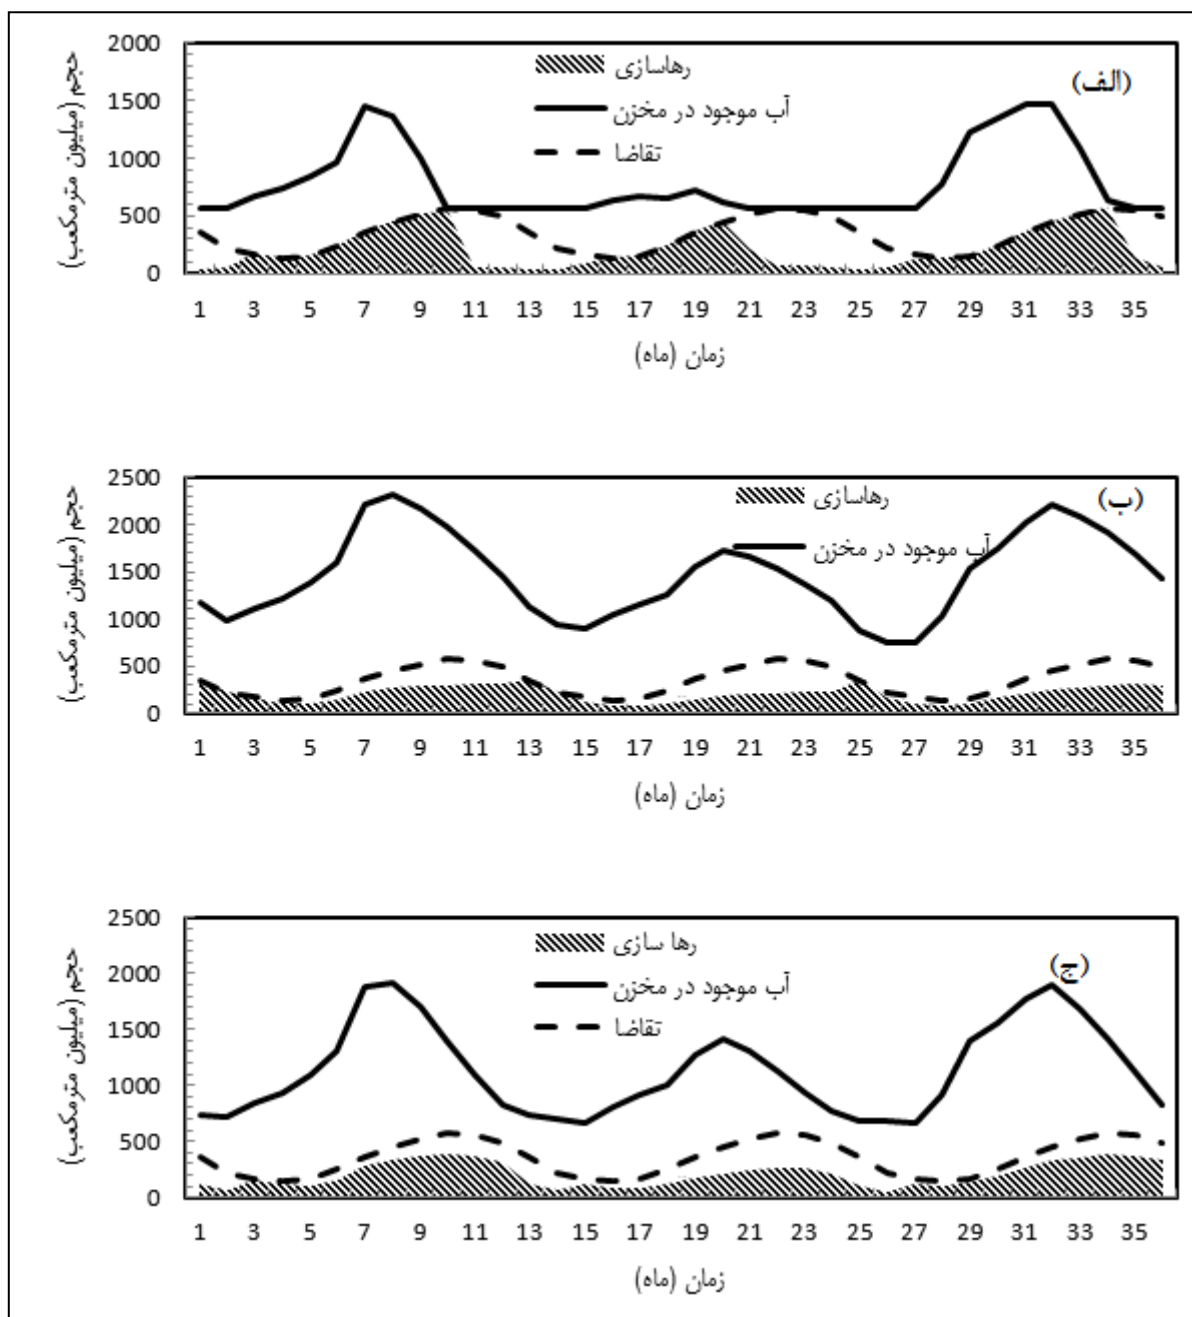 (الف)
حجم (میلیون مترمکعب)
2000
1500
1000
500
0
رهاسازی
آب موجود در مخزن
تقاضا
1 3 5 7 9 11 13 15 17 19 21 23 25 27 29 31 33 35
زمان (ماه)
(ب)
حجم (میلیون مترمکعب)
2500
2000
1500
1000
500
0
رهاسازی
آب موجود در مخزن
1 3 5 7 9 11 13 15 17 19 21 23 25 27 29 31 33 35
زمان (ماه)
(ج)
حجم (میلیون مترمکعب)
2500
2000
1500
1000
500
0
رها سازی
آب موجود در مخزن
تقاضا
1 3 5 7 9 11 13 15 17 19 21 23 25 27 29 31 33 35
زمان (ماه)